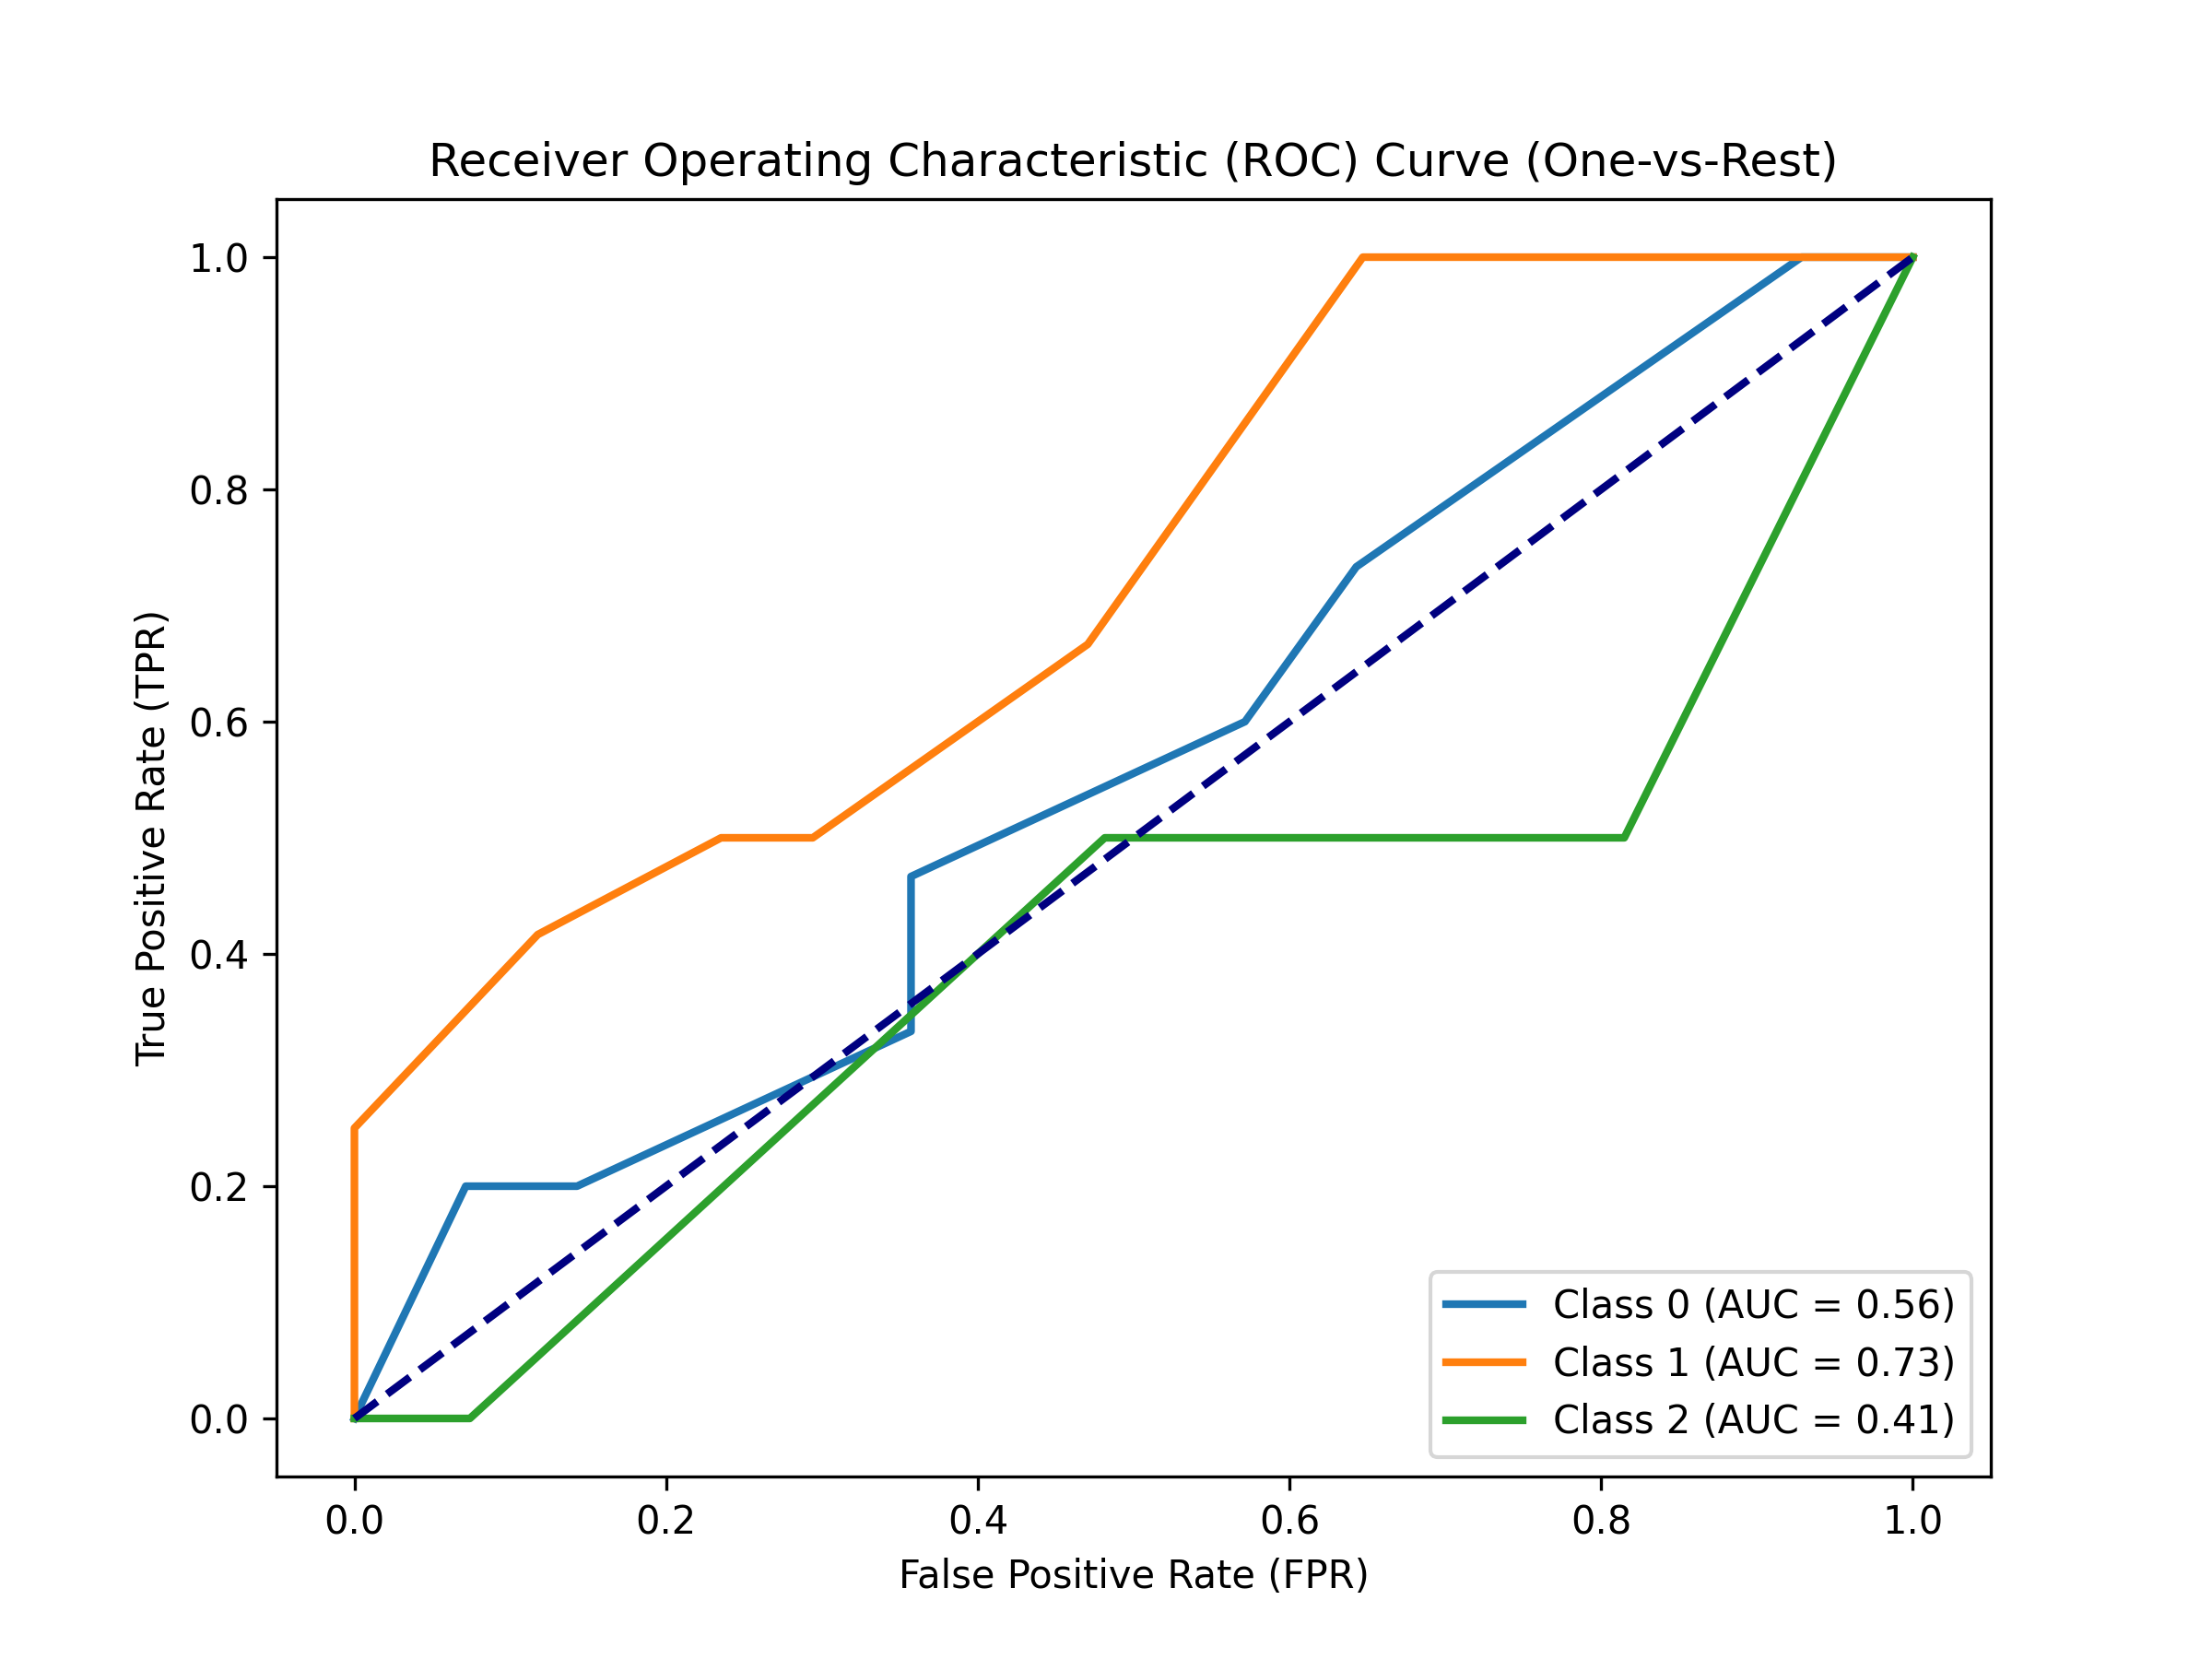 Receiver Operating Characteristic (ROC) Curve (One-vs-Rest)
True Positive Rate (TPR)
1.0
0.8
0.6
0.4
0.2
0.0
Class 0 (AUC = 0.56)
Class 1 (AUC = 0.73)
Class 2 (AUC = 0.41)
0.0 0.2 0.4 0.6 0.8 1.0
False Positive Rate (FPR)